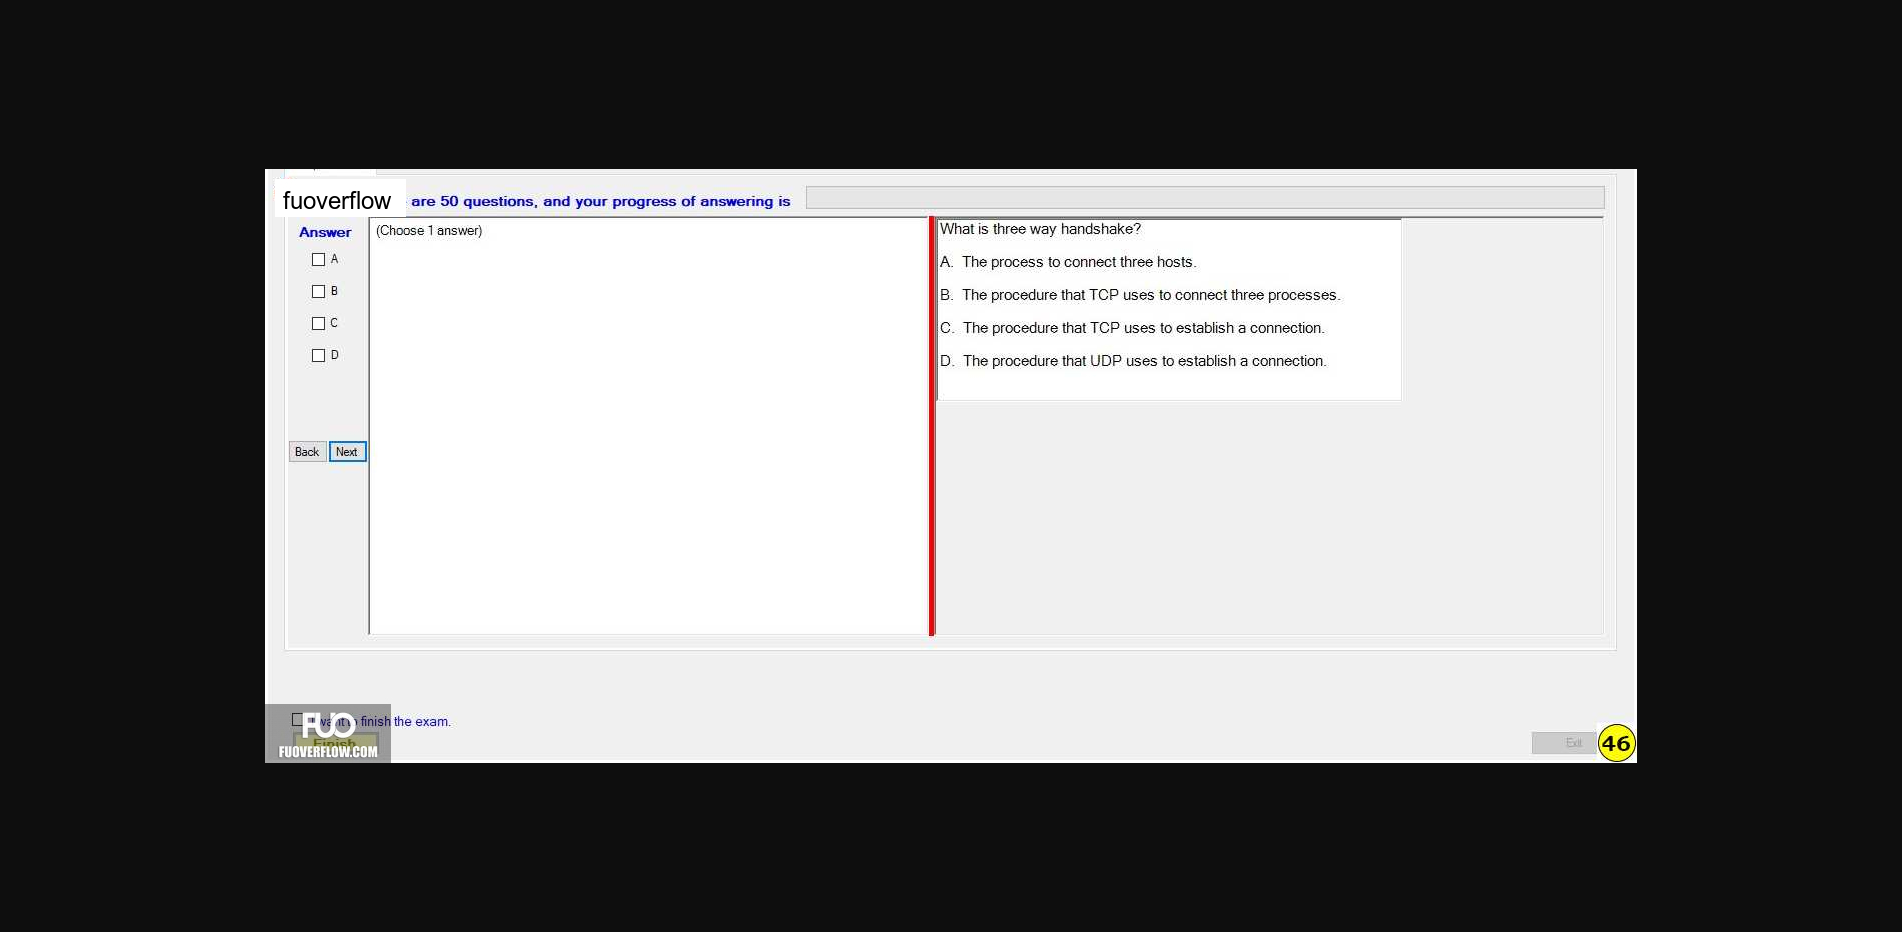 fuoverflow are 50 questions, and your progress of answering is
Answer
(Choose 1 answer)
A
B
C
D
Back Next
What is three way handshake?
A. The process to connect three hosts.
B. The procedure that TCP uses to connect three processes.
C. The procedure that TCP uses to establish a connection.
D. The procedure that UDP uses to establish a connection.
I want to finish the exam.
Finish
FUO
FUOVERFLOW.COM
Exit
46